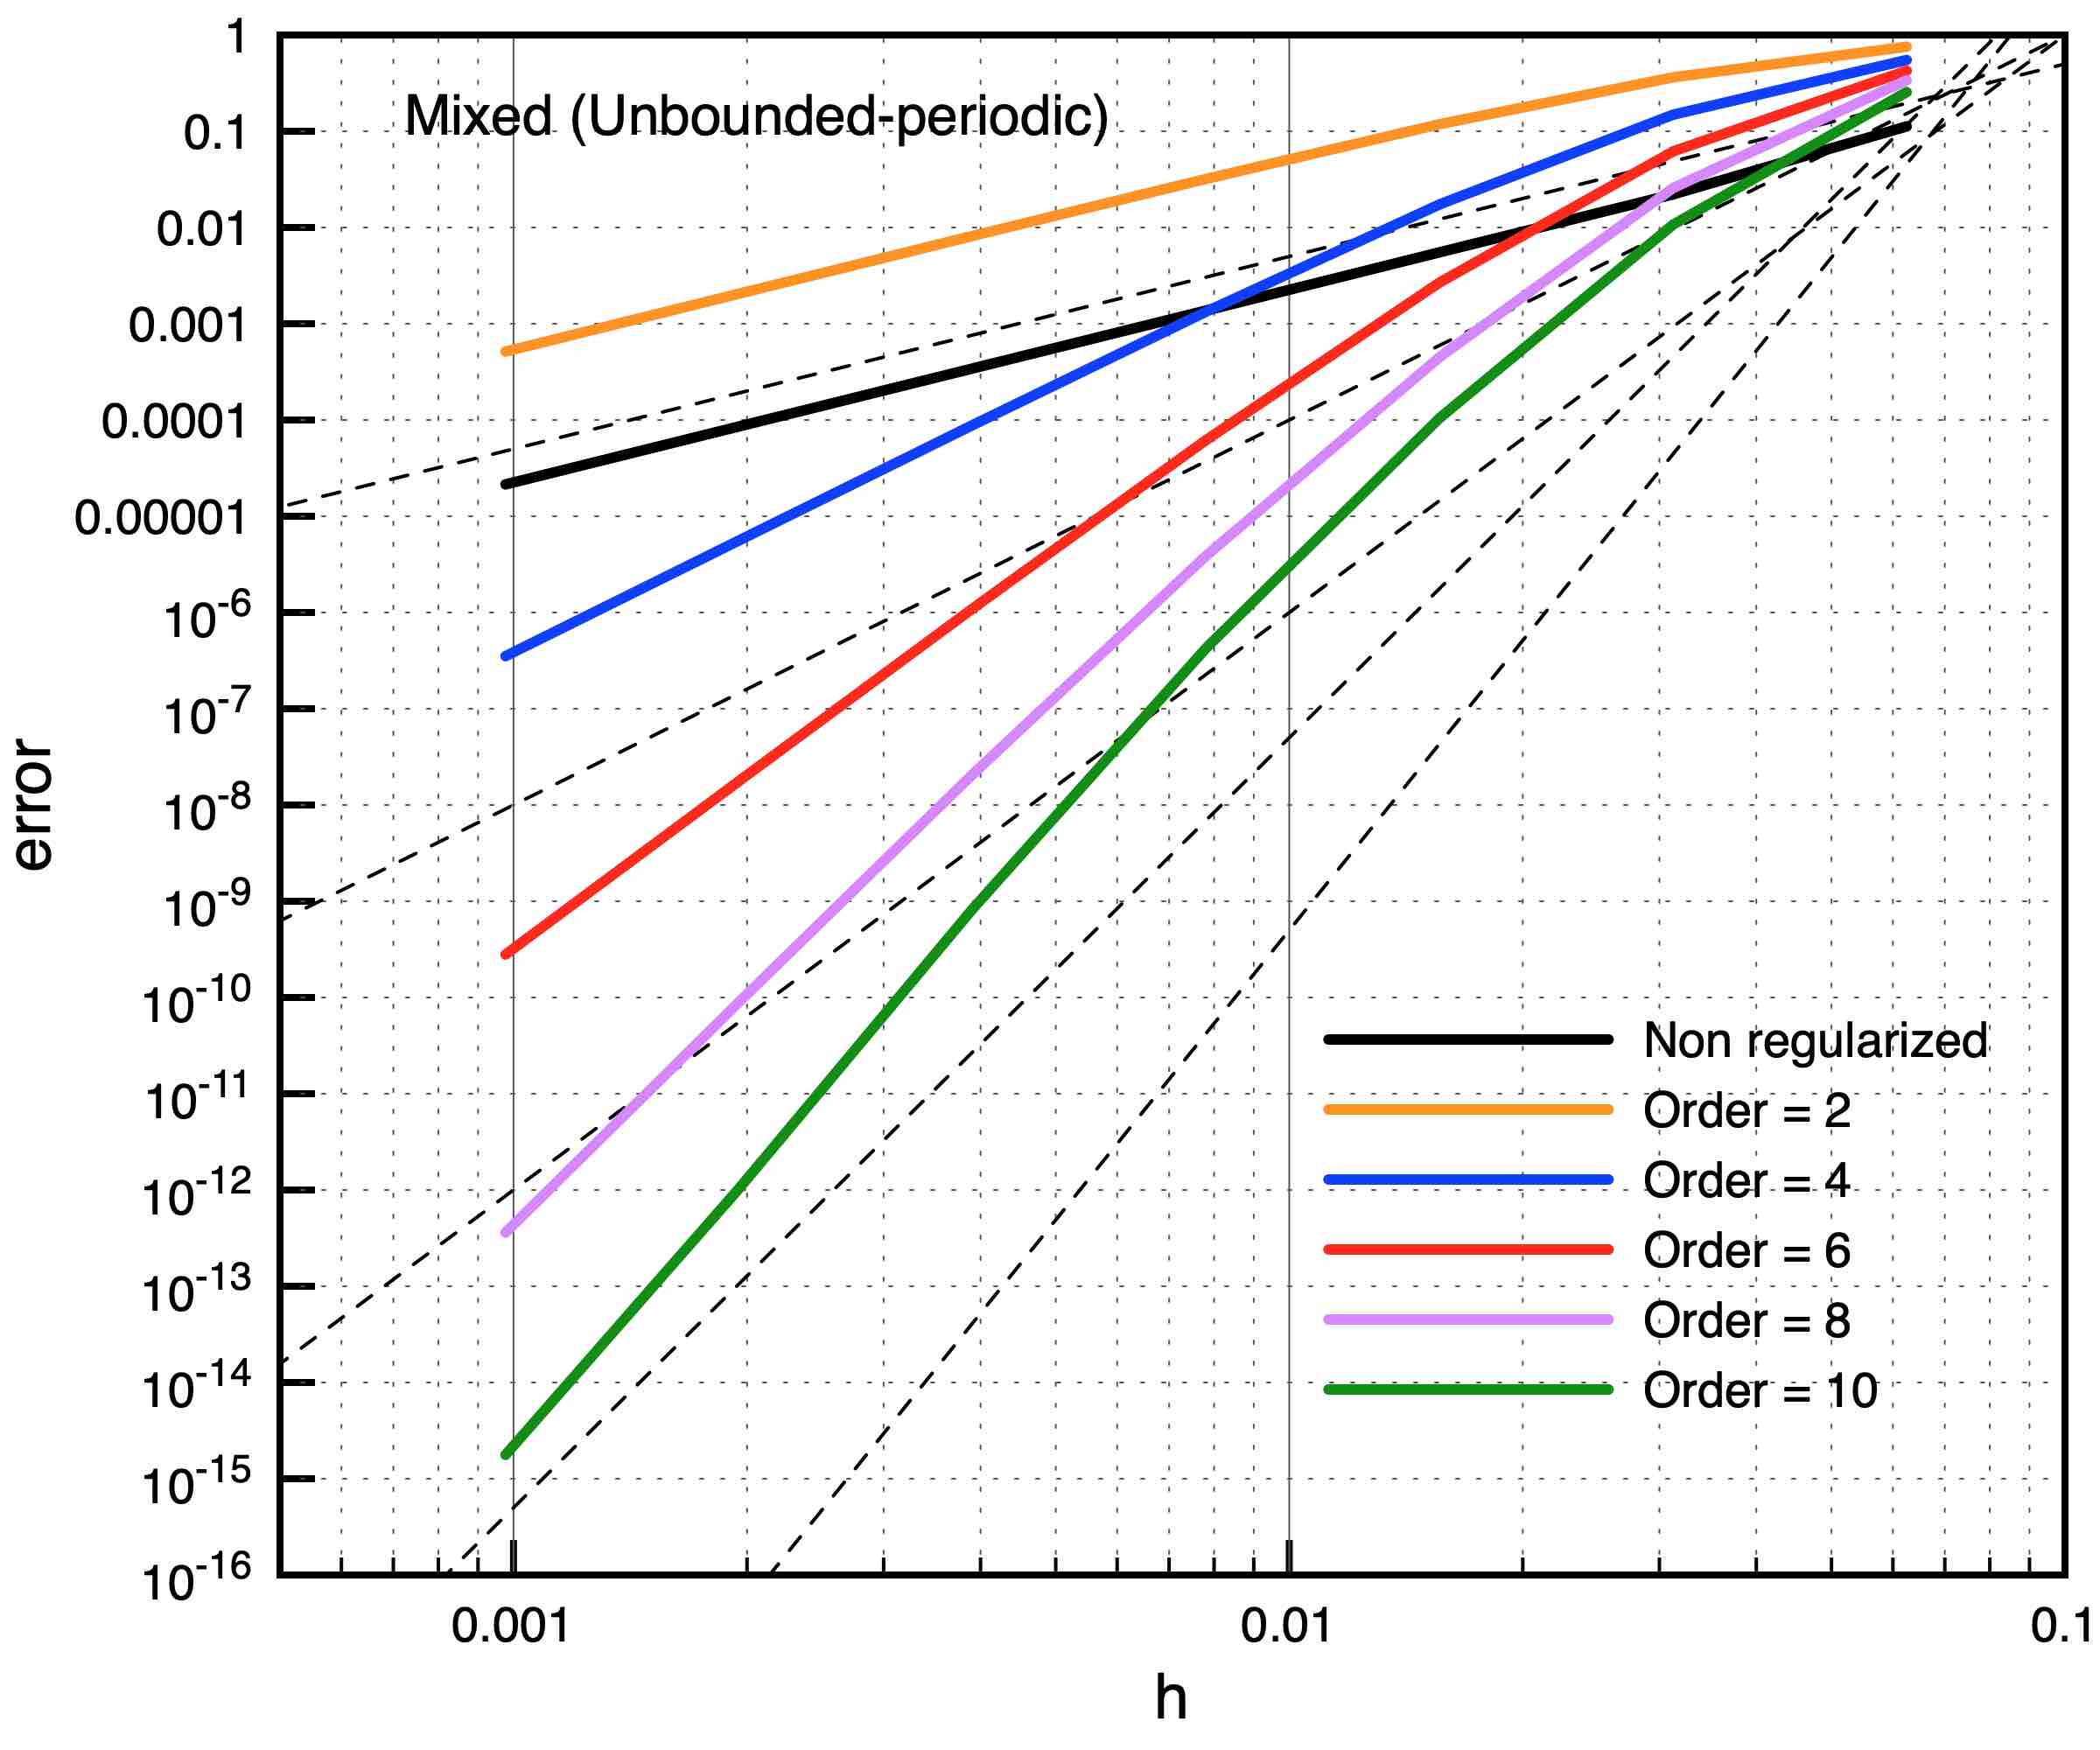 Mixed (Unbounded-periodic)
1
0.1
0.01
0.001
0.0001
0.00001
10^-6
10^-7
10^-8
10^-9
10^-10
10^-11
10^-12
10^-13
10^-14
10^-15
10^-16
error
Non regularized
Order = 2
Order = 4
Order = 6
Order = 8
Order = 10
0.001 0.01 0.1
h